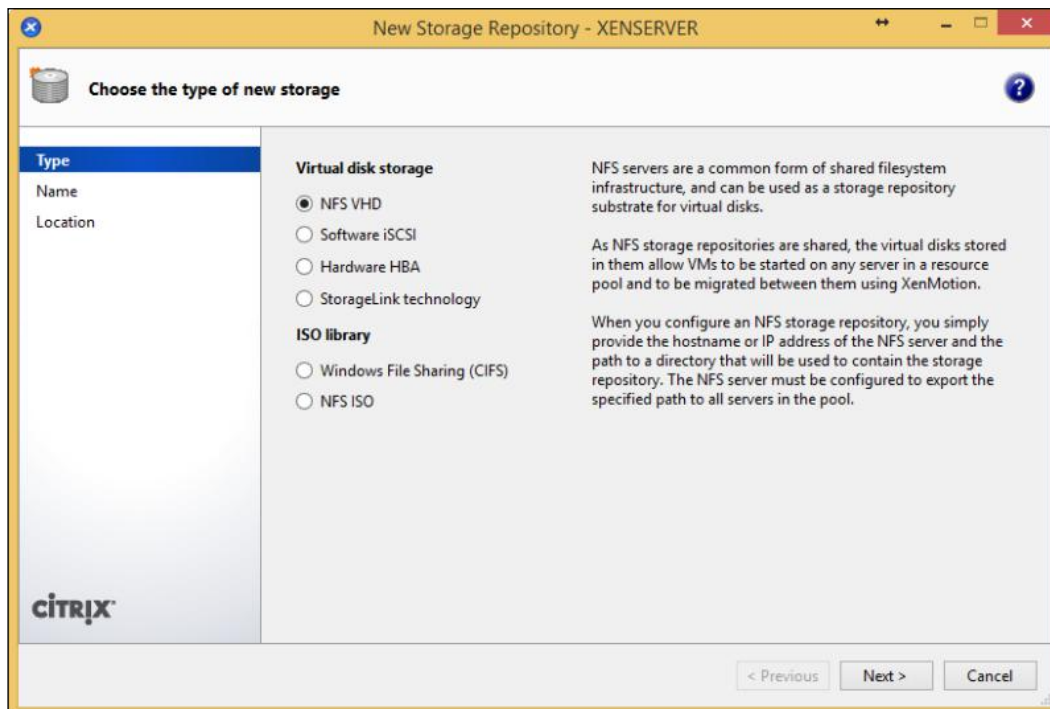 New Storage Repository - XENSERVER
Choose the type of new storage
?
Type
Name
Location
Virtual disk storage
NFS VHD
Software iSCSI
Hardware HBA
StorageLink technology
ISO library
Windows File Sharing (CIFS)
NFS ISO
NFS servers are a common form of shared filesystem
infrastructure, and can be used as a storage repository
substrate for virtual disks.
As NFS storage repositories are shared, the virtual disks stored
in them allow VMs to be started on any server in a resource
pool and to be migrated between them using XenMotion.
When you configure an NFS storage repository, you simply
provide the hostname or IP address of the NFS server and the
path to a directory that will be used to contain the storage
repository. The NFS server must be configured to export the
specified path to all servers in the pool.
CITRIX
< Previous
Next >
Cancel